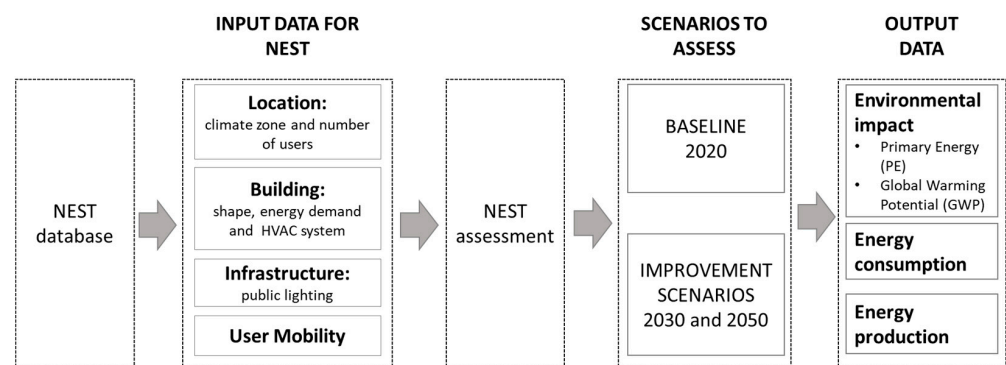 INPUT DATA FOR
NEST
SCENARIOS TO
ASSESS
OUTPUT
DATA
NEST
database
Location:
climate zone and number
of users
Building:
shape, energy demand
and HVAC system
Infrastructure:
public lighting
User Mobility
NEST
assessment
BASELINE
2020
IMPROVEMENT
SCENARIOS
2030 and 2050
Environmental
impact
• Primary Energy
(PE)
• Global Warming
Potential (GWP)
Energy
consumption
Energy
production